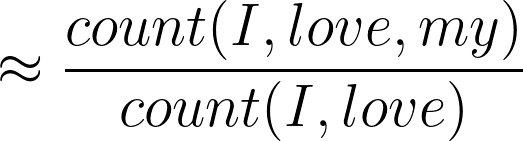 ≈ count(I, love, my)
count(I, love)